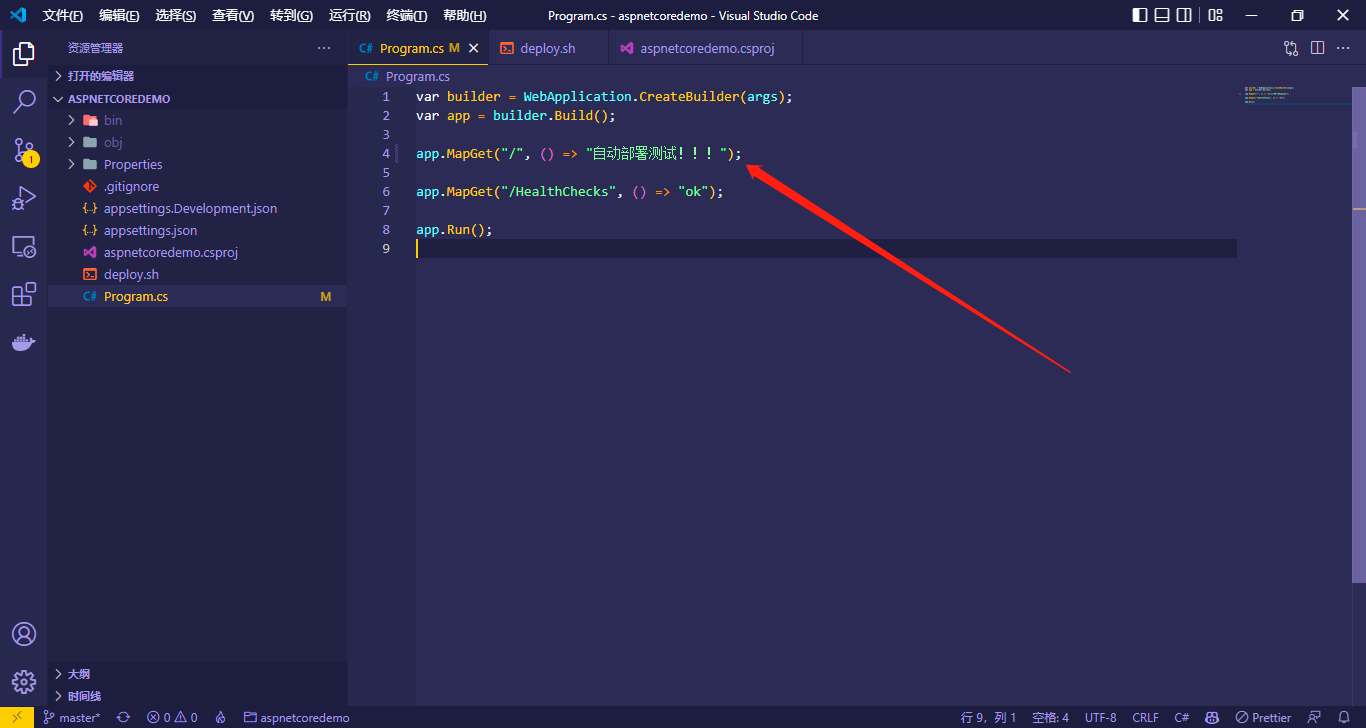 文件(F) 编辑(E) 选择(S) 查看(V) 转到(G) 运行(R) 终端(T) 帮助(H) Program.cs - aspnetcoredemo - Visual Studio Code
资源管理器 ···
打开的编辑器
ASPNETCOREDEMO
bin
obj
Properties
.gitignore
appsettings.Development.json
appsettings.json
aspnetcoredemo.csproj
deploy.sh
C# Program.cs M
大纲
时间线
1
C# Program.cs M deploy.sh aspnetcoredemo.csproj
C# Program.cs
1 var builder = WebApplication.CreateBuilder(args);
2 var app = builder.Build();
3
4 app.MapGet("/", () => "自动部署测试！！！");
5
6 app.MapGet("/HealthChecks", () => "ok");
7
8 app.Run();
9
master* 0 0 aspnetcoredemo 行 9，列 1 空格: 4 UTF-8 CRLF C# Prettier